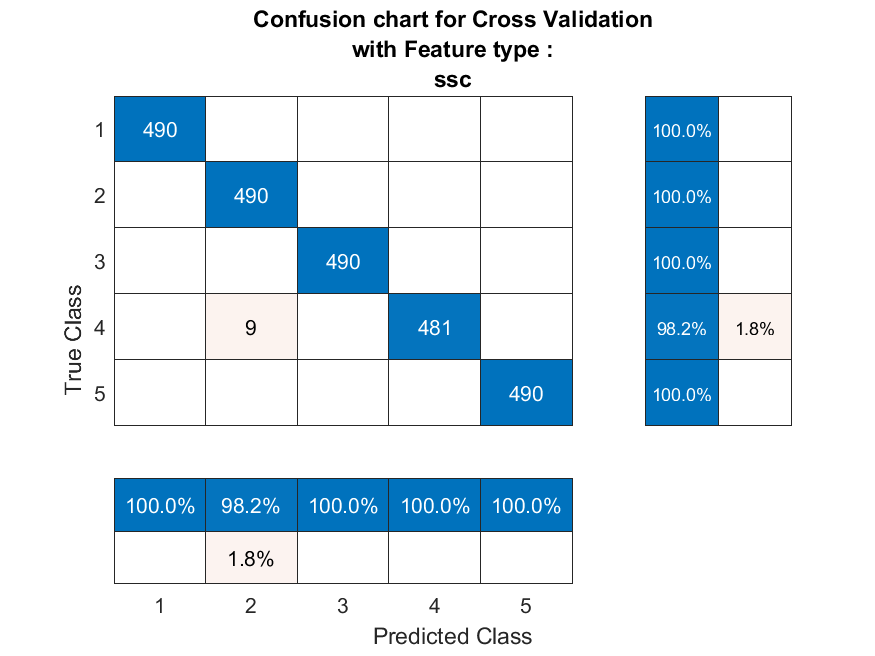 Confusion chart for Cross Validation
with Feature type :
ssc
1 490 100.0%
2 490 100.0%
3 490 100.0%
4 9 481 98.2% 1.8%
5 490 100.0%
True Class
100.0% 98.2% 100.0% 100.0% 100.0%
1.8%
1 2 3 4 5
Predicted Class